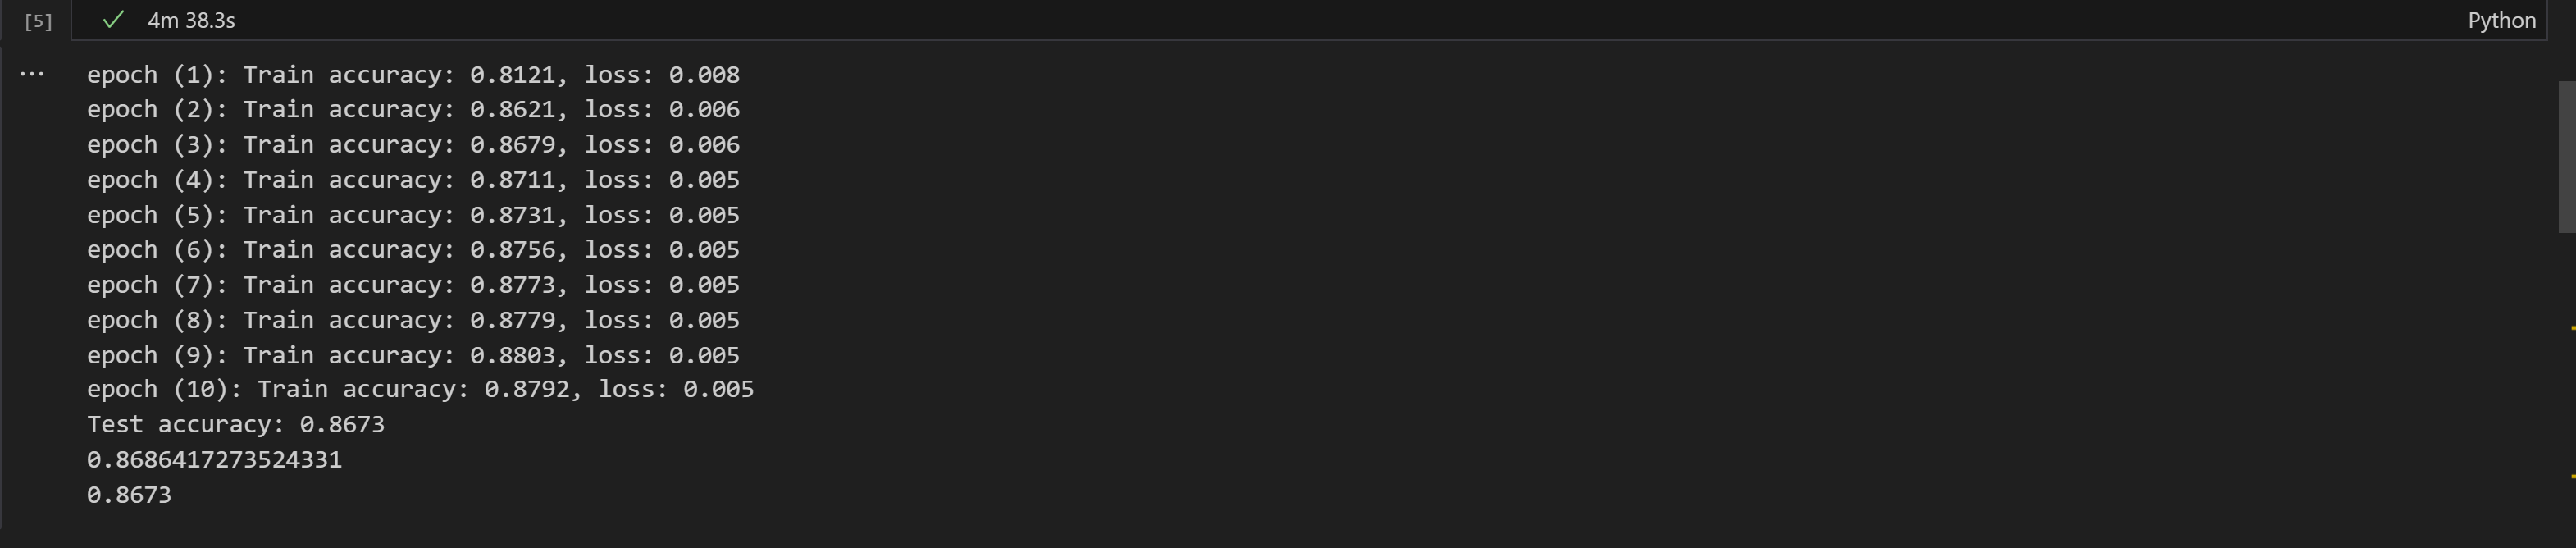 [5] 4m 38.3s Python
epoch (1): Train accuracy: 0.8121, loss: 0.008
epoch (2): Train accuracy: 0.8621, loss: 0.006
epoch (3): Train accuracy: 0.8679, loss: 0.006
epoch (4): Train accuracy: 0.8711, loss: 0.005
epoch (5): Train accuracy: 0.8731, loss: 0.005
epoch (6): Train accuracy: 0.8756, loss: 0.005
epoch (7): Train accuracy: 0.8773, loss: 0.005
epoch (8): Train accuracy: 0.8779, loss: 0.005
epoch (9): Train accuracy: 0.8803, loss: 0.005
epoch (10): Train accuracy: 0.8792, loss: 0.005
Test accuracy: 0.8673
0.8686417273524331
0.8673